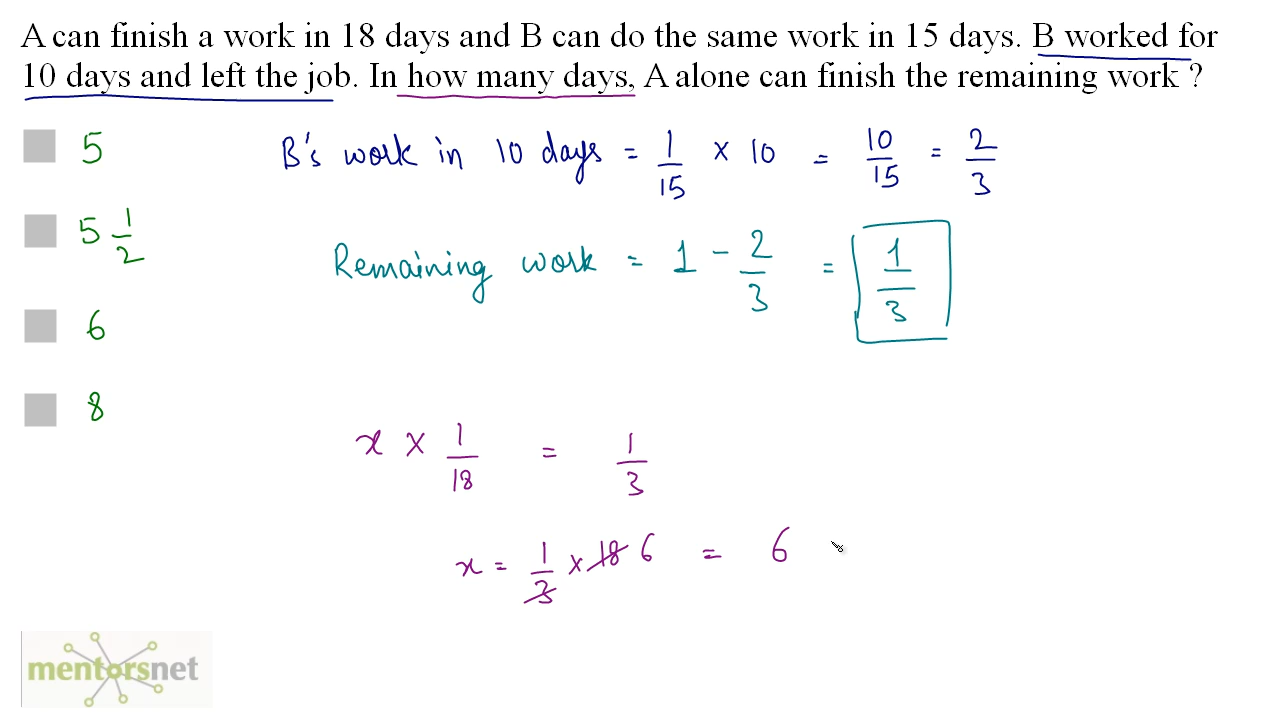 A can finish a work in 18 days and B can do the same work in 15 days. B worked for
10 days and left the job. In how many days, A alone can finish the remaining work ?
5
B's work in 10 days = 1/15 × 10 = 10/15 = 2/3
5 1/2
Remaining work = 1 - 2/3 = 1/3
6
8
x × 1/18 = 1/3
x = 1/3 × 18 6 = 6
mentorsnet